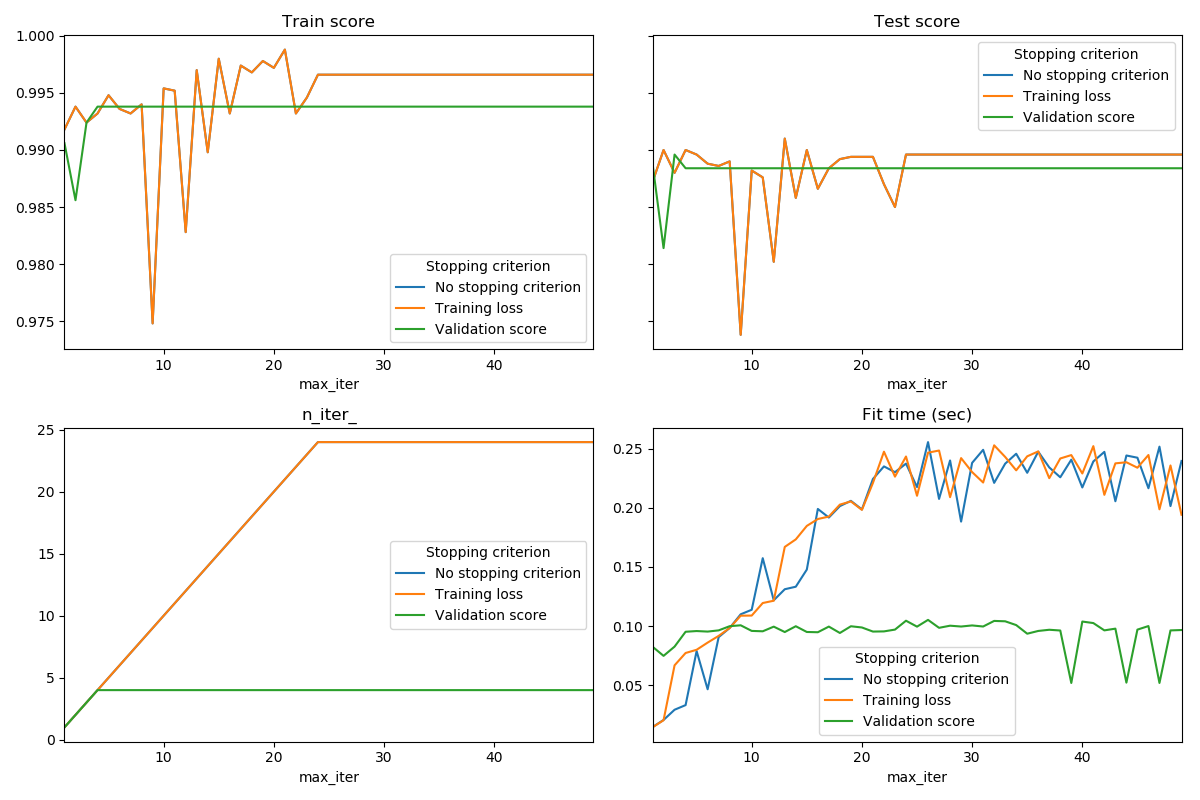 Train score
1.000
0.995
0.990
0.985
0.980
0.975
Stopping criterion
No stopping criterion
Training loss
Validation score
10 20 30 40
max_iter
Test score
Stopping criterion
No stopping criterion
Training loss
Validation score
10 20 30 40
max_iter
n_iter_
25
20
15
10
5
0
Stopping criterion
No stopping criterion
Training loss
Validation score
10 20 30 40
max_iter
Fit time (sec)
0.25
0.20
0.15
0.10
0.05
Stopping criterion
No stopping criterion
Training loss
Validation score
10 20 30 40
max_iter